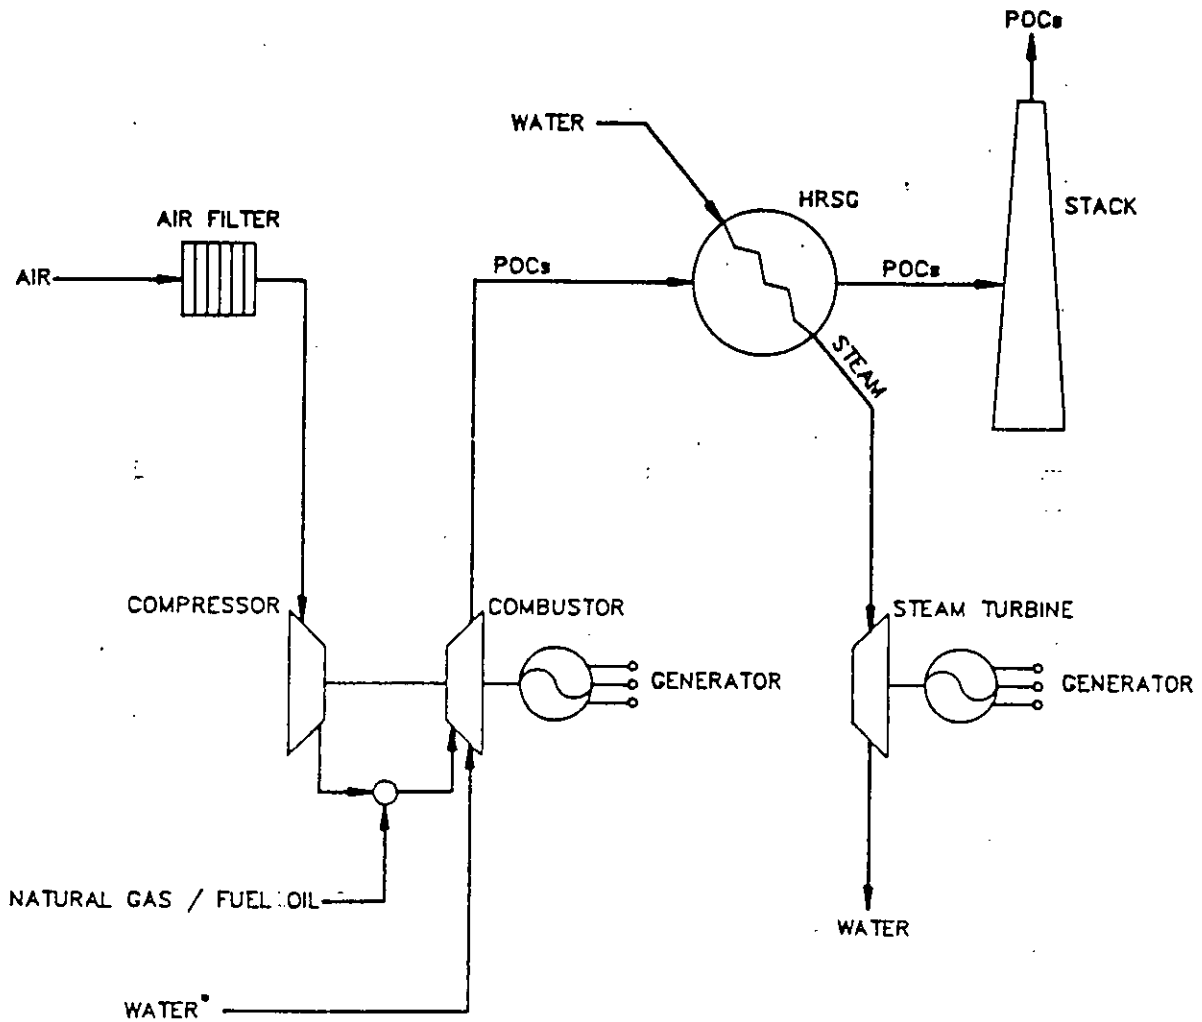 POCs
WATER
HRSG
STACK
AIR FILTER
AIR
POCs
POCs
STEAM
COMPRESSOR
COMBUSTOR
STEAM TURBINE
GENERATOR
GENERATOR
NATURAL GAS / FUEL OIL
WATER
WATER*